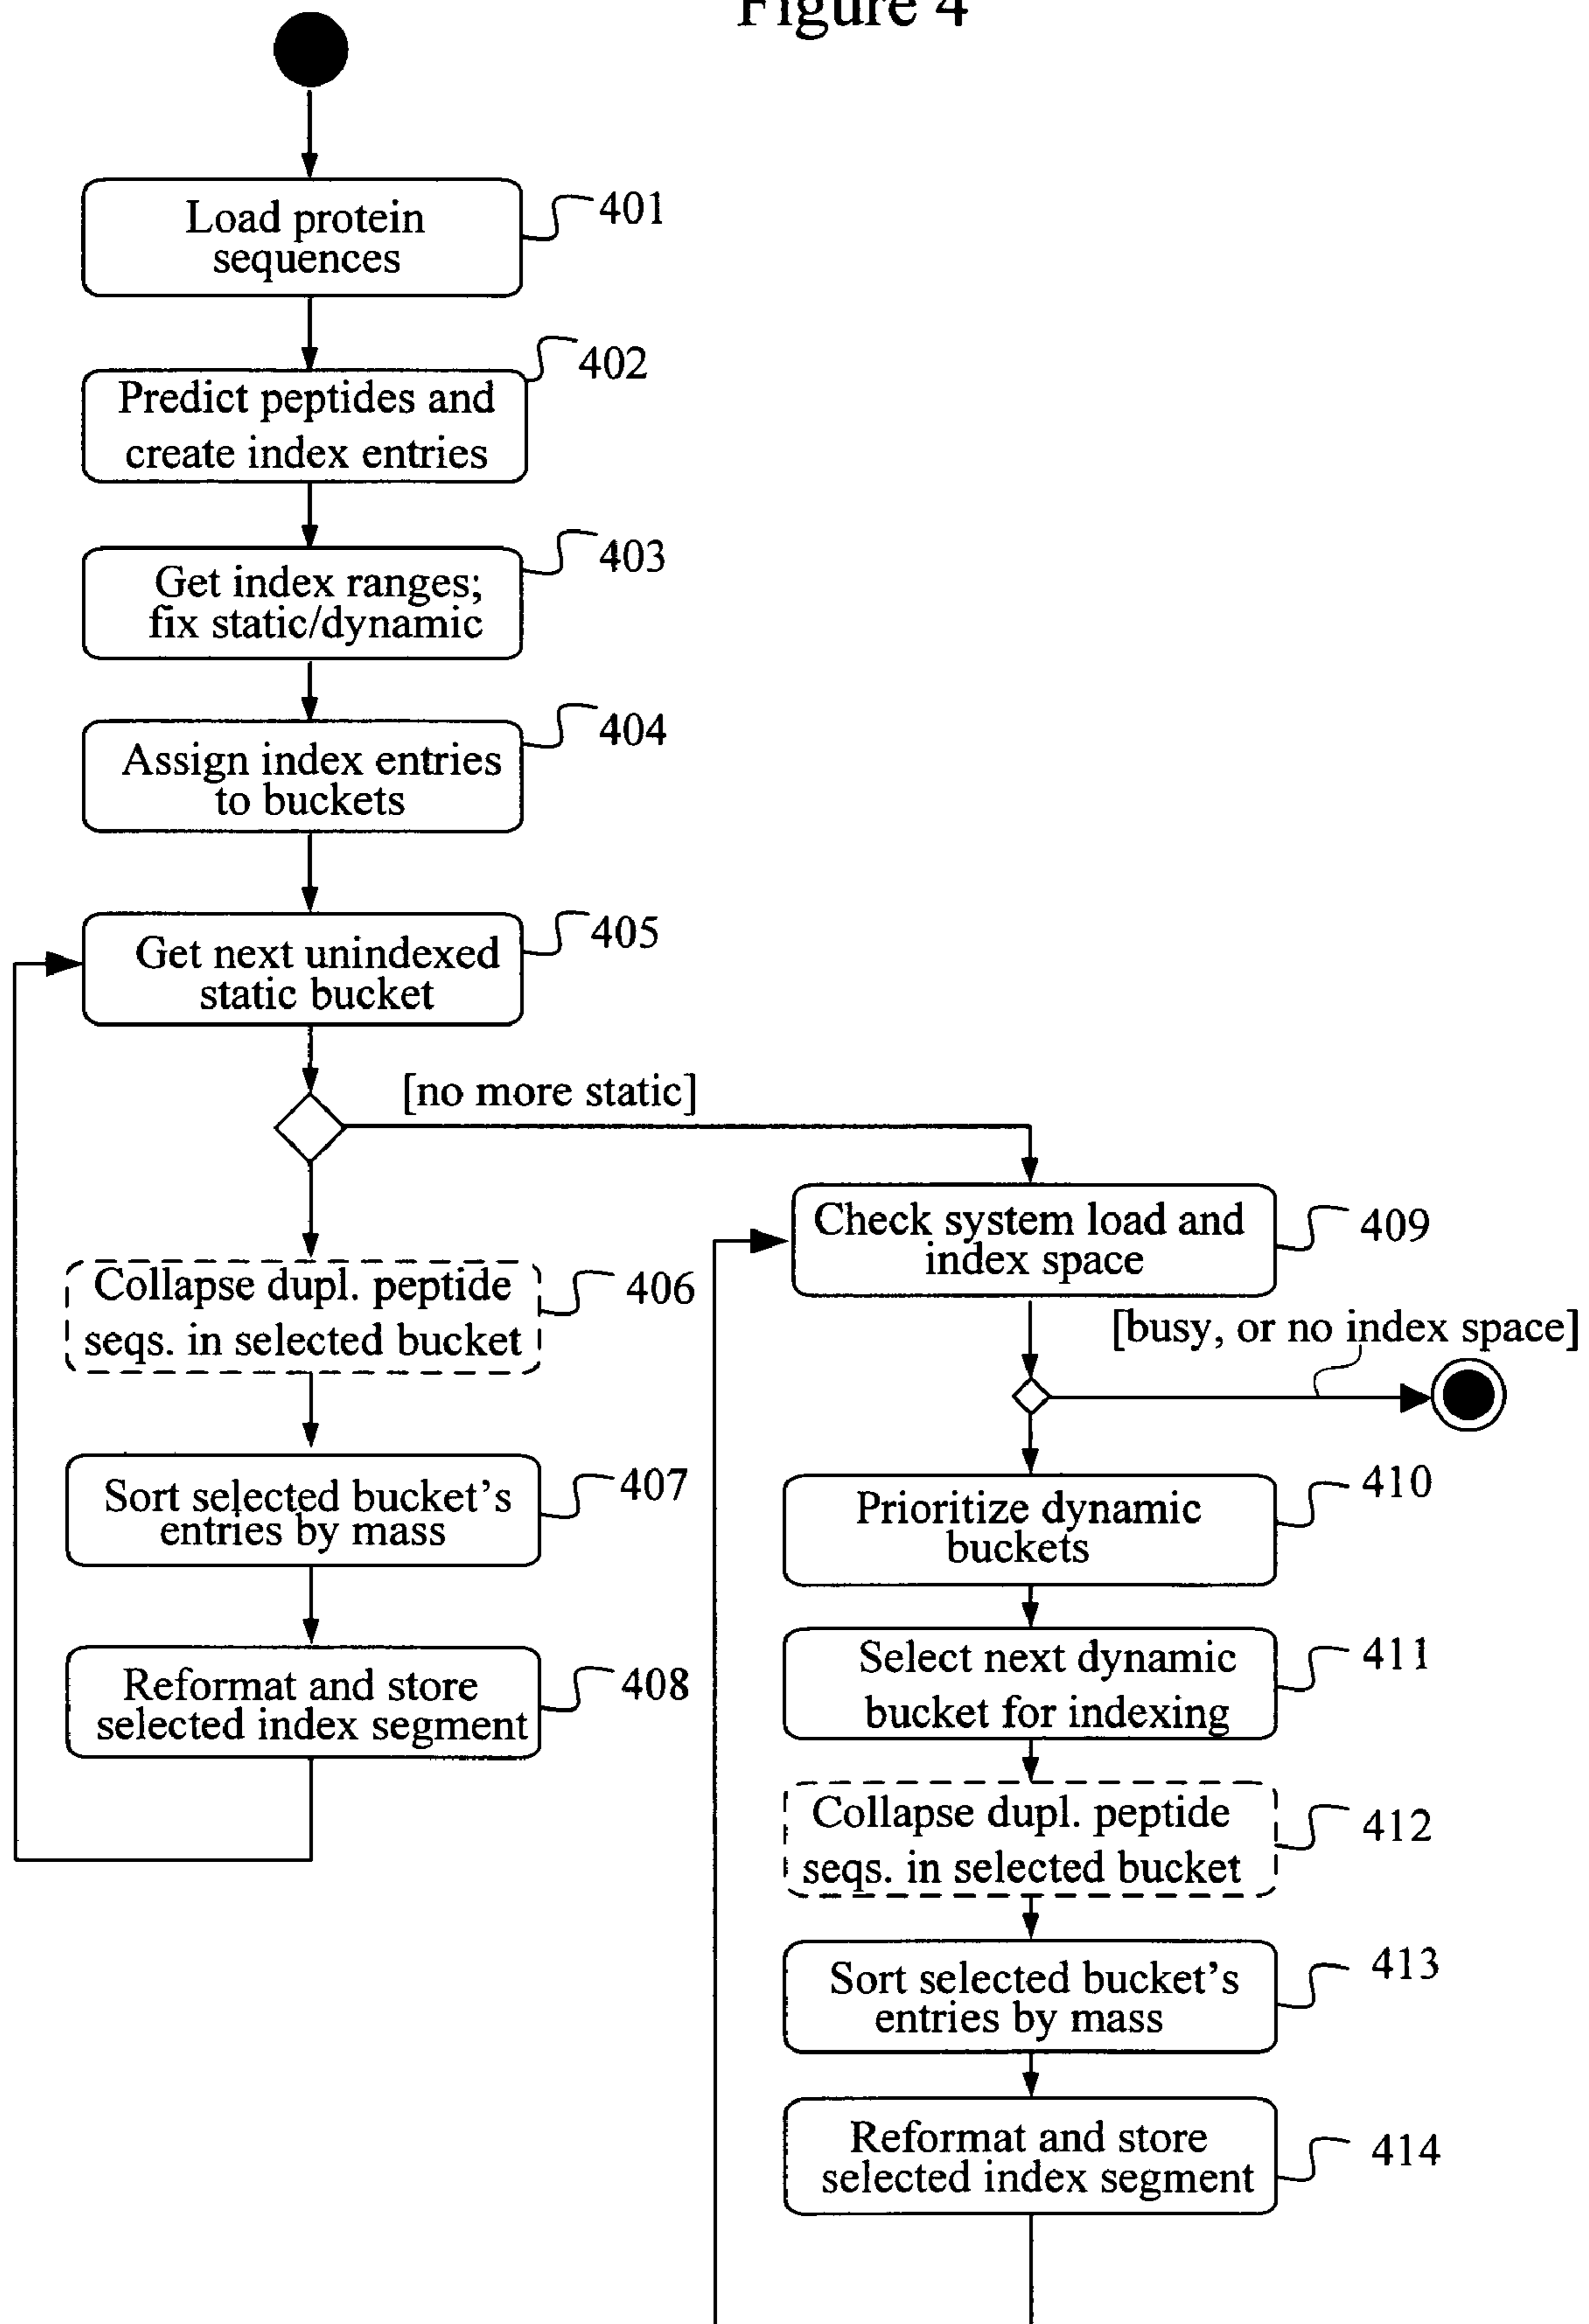 Figure 4
Load protein
sequences
401
Predict peptides and
create index entries
402
Get index ranges;
fix static/dynamic
403
Assign index entries
to buckets
404
Get next unindexed
static bucket
405
[no more static]
Collapse dupl. peptide
seqs. in selected bucket
406
Sort selected bucket's
entries by mass
407
Reformat and store
selected index segment
408
Check system load and
index space
409
[busy, or no index space]
Prioritize dynamic
buckets
410
Select next dynamic
bucket for indexing
411
Collapse dupl. peptide
seqs. in selected bucket
412
Sort selected bucket's
entries by mass
413
Reformat and store
selected index segment
414